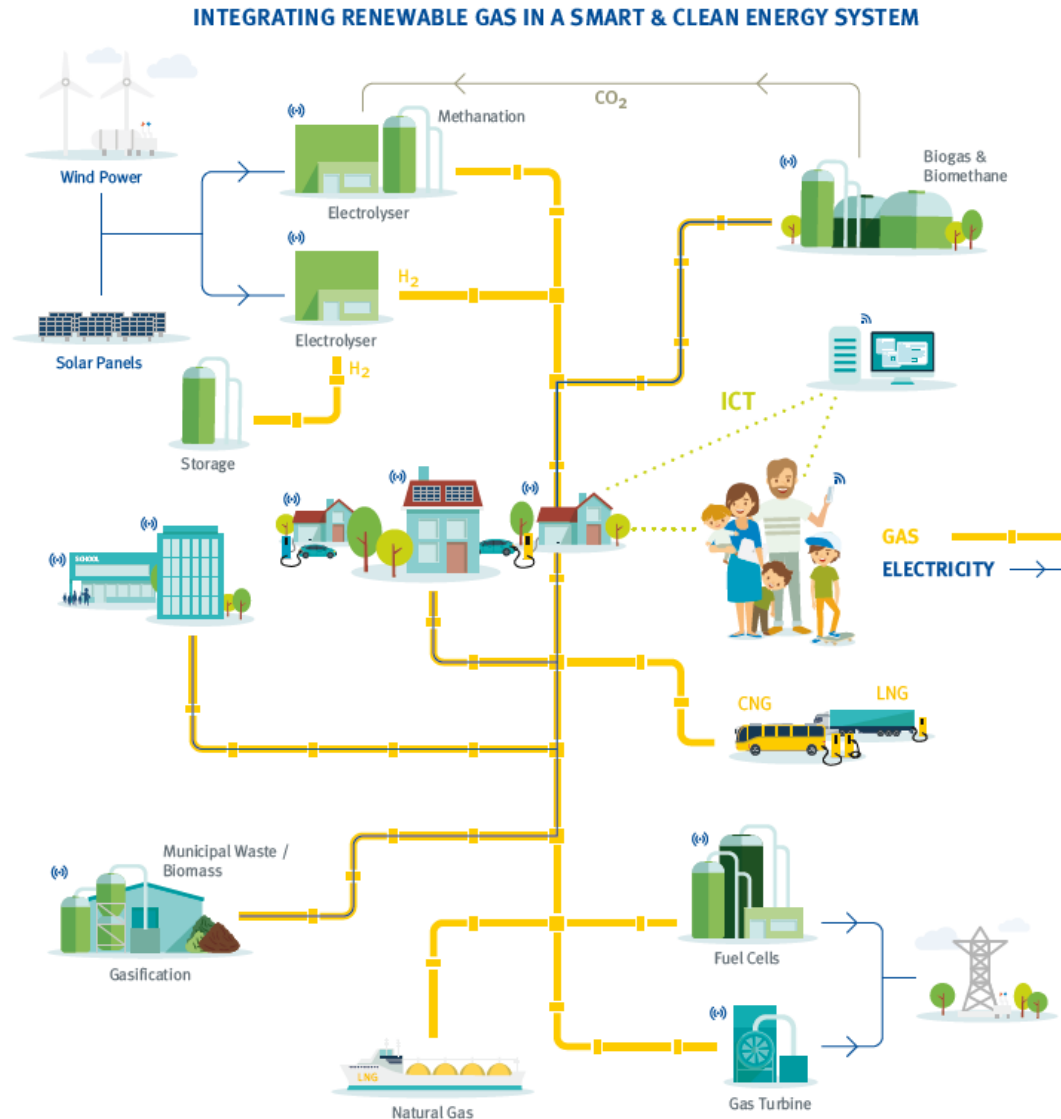 INTEGRATING RENEWABLE GAS IN A SMART & CLEAN ENERGY SYSTEM
CO₂
Methanation
Biogas &
Biomethane
Wind Power
Electrolyser
H₂
Electrolyser
Solar Panels
H₂
Storage
ICT
SCHOOL
GAS
ELECTRICITY
CNG
LNG
Municipal Waste /
Biomass
Gasification
Fuel Cells
LNG
Natural Gas
Gas Turbine